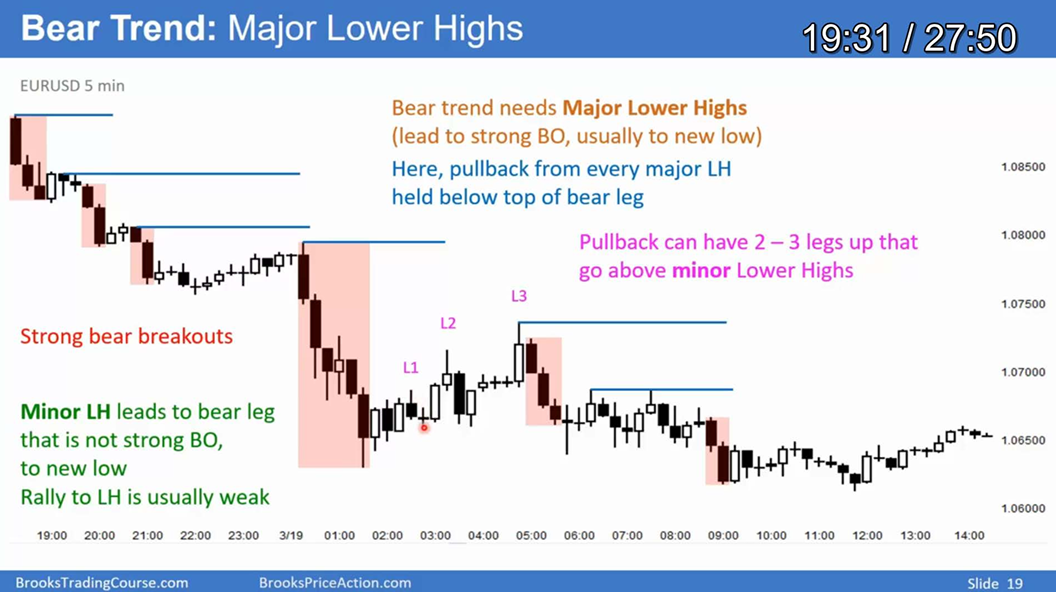 Bear Trend: Major Lower Highs
19:31 / 27:50
EURUSD 5 min
Bear trend needs Major Lower Highs
(lead to strong BO, usually to new low)
Here, pullback from every major LH
held below top of bear leg
Pullback can have 2 – 3 legs up that
go above minor Lower Highs
L3
L2
L1
Strong bear breakouts
Minor LH leads to bear leg
that is not strong BO,
to new low
Rally to LH is usually weak
1.08500
1.08000
1.07500
1.07000
1.06500
1.06000
19:00 20:00 21:00 22:00 23:00 3/19 01:00 02:00 03:00 04:00 05:00 06:00 07:00 08:00 09:00 10:00 11:00 12:00 13:00 14:00
BrooksTradingCourse.com BrooksPriceAction.com Slide 19